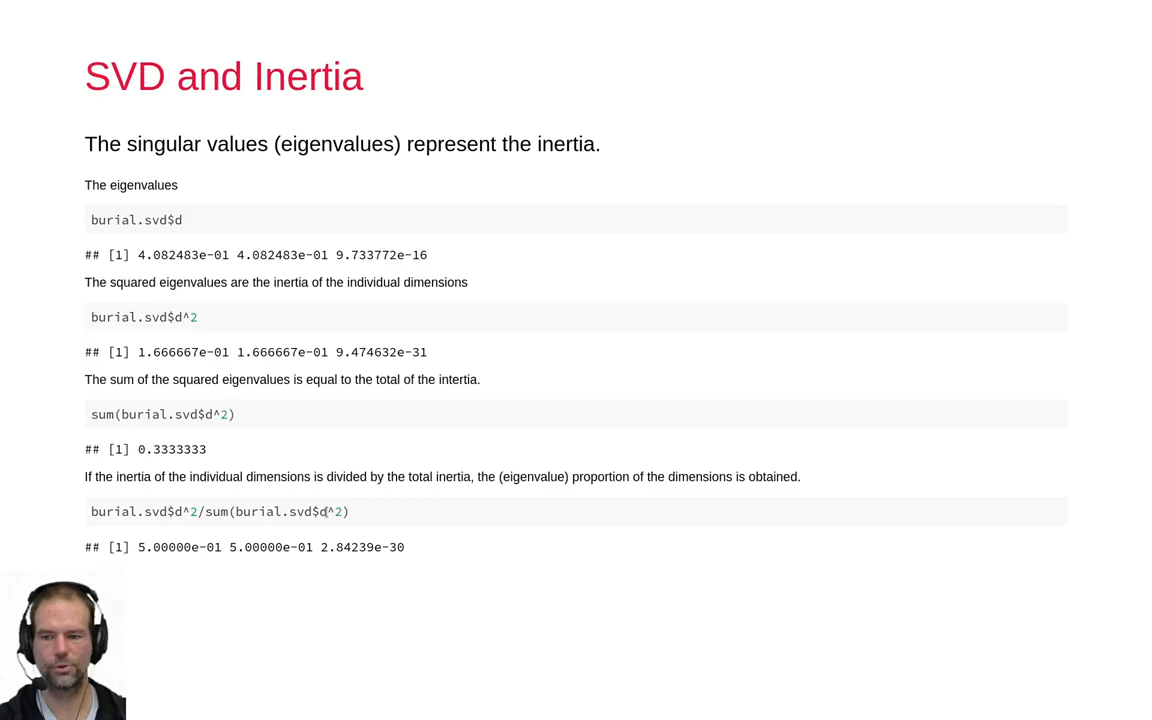 SVD and Inertia
The singular values (eigenvalues) represent the inertia.
The eigenvalues
burial.svd$d
## [1] 4.082483e-01 4.082483e-01 9.733772e-16
The squared eigenvalues are the inertia of the individual dimensions
burial.svd$d^2
## [1] 1.666667e-01 1.666667e-01 9.474632e-31
The sum of the squared eigenvalues is equal to the total of the intertia.
sum(burial.svd$d^2)
## [1] 0.3333333
If the inertia of the individual dimensions is divided by the total inertia, the (eigenvalue) proportion of the dimensions is obtained.
burial.svd$d^2/sum(burial.svd$d^2)
## [1] 5.00000e-01 5.00000e-01 2.84239e-30